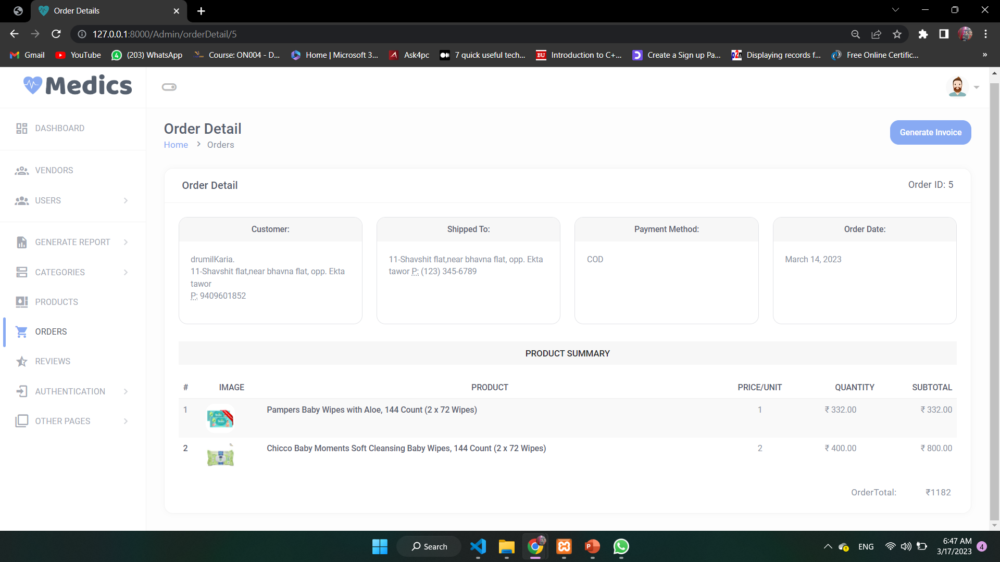 Order Details
127.0.0.1:8000/Admin/orderDetail/5
Gmail
YouTube
(203) WhatsApp
Course: ON004 - D...
Home | Microsoft 3...
Ask4pc
7 quick useful tech...
BU
Introduction to C+...
Create a Sign up Pa...
p2n
Displaying records f...
Free Online Certific...
»
Medics
DASHBOARD
VENDORS
USERS
GENERATE REPORT
CATEGORIES
PRODUCTS
ORDERS
REVIEWS
AUTHENTICATION
OTHER PAGES
Order Detail
Home > Orders
Generate Invoice
Order Detail
Order ID: 5
Customer:
drumilKaria.
11-Shavshit flat,near bhavna flat, opp. Ekta
tawor
P: 9409601852
Shipped To:
11-Shavshit flat,near bhavna flat, opp. Ekta
tawor P: (123) 345-6789
Payment Method:
COD
Order Date:
March 14, 2023
PRODUCT SUMMARY
# IMAGE PRODUCT PRICE/UNIT QUANTITY SUBTOTAL
1 Pampers Baby Wipes with Aloe, 144 Count (2 x 72 Wipes) 1 ₹ 332.00 ₹ 332.00
2 Chicco Baby Moments Soft Cleansing Baby Wipes, 144 Count (2 x 72 Wipes) 2 ₹ 400.00 ₹ 800.00
OrderTotal: ₹1182
Search
ENG
6:47 AM
3/17/2023
4